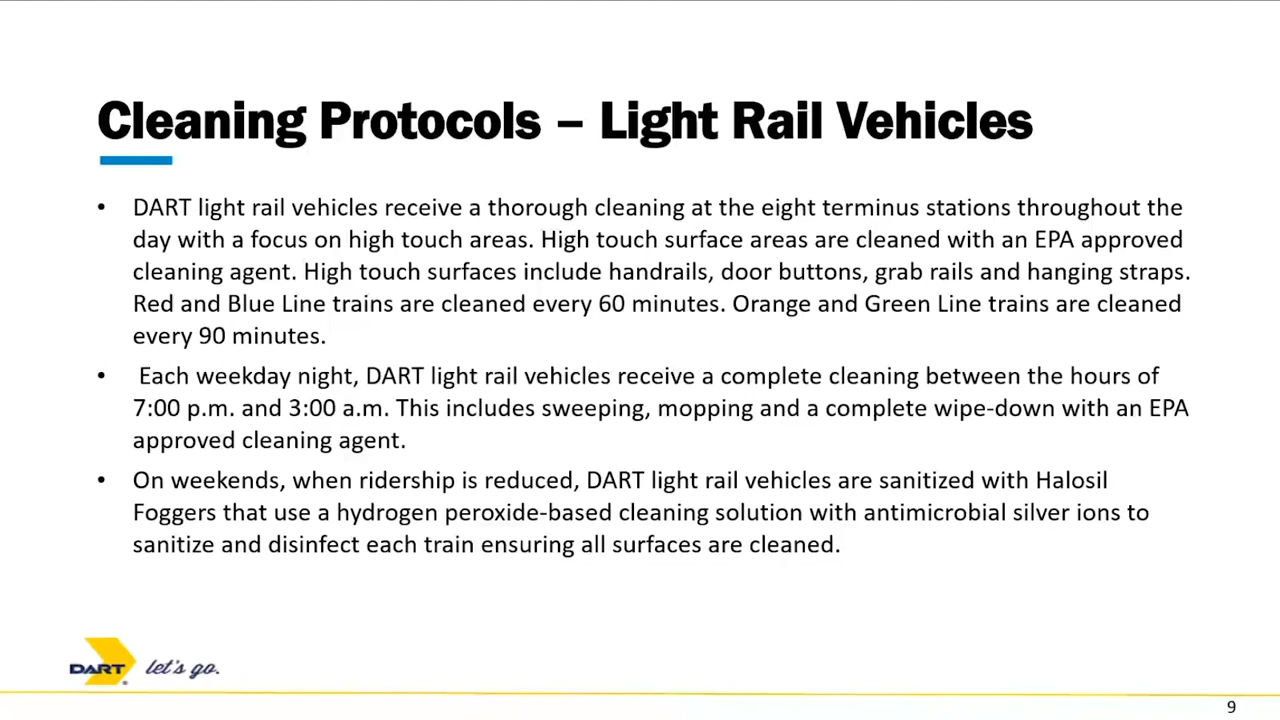 Cleaning Protocols – Light Rail Vehicles
• DART light rail vehicles receive a thorough cleaning at the eight terminus stations throughout the
day with a focus on high touch areas. High touch surface areas are cleaned with an EPA approved
cleaning agent. High touch surfaces include handrails, door buttons, grab rails and hanging straps.
Red and Blue Line trains are cleaned every 60 minutes. Orange and Green Line trains are cleaned
every 90 minutes.
• Each weekday night, DART light rail vehicles receive a complete cleaning between the hours of
7:00 p.m. and 3:00 a.m. This includes sweeping, mopping and a complete wipe-down with an EPA
approved cleaning agent.
• On weekends, when ridership is reduced, DART light rail vehicles are sanitized with Halosil
Foggers that use a hydrogen peroxide-based cleaning solution with antimicrobial silver ions to
sanitize and disinfect each train ensuring all surfaces are cleaned.
DART let's go.
9